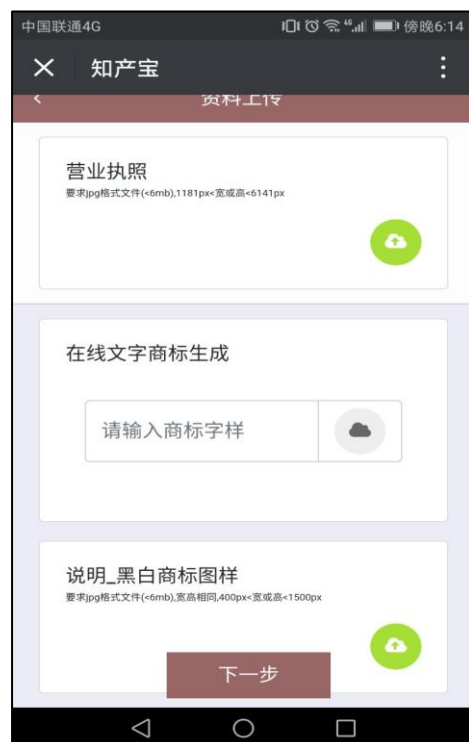 中国联通4G
46
傍晚6:14
知产宝
资料上传
营业执照
要求jpg格式文件(<6mb),1181px<宽或高<6141px
在线文字商标生成
请输入商标字样
说明_黑白商标图样
要求jpg格式文件(<6mb),宽高相同,400px<宽或高<1500px
下一步